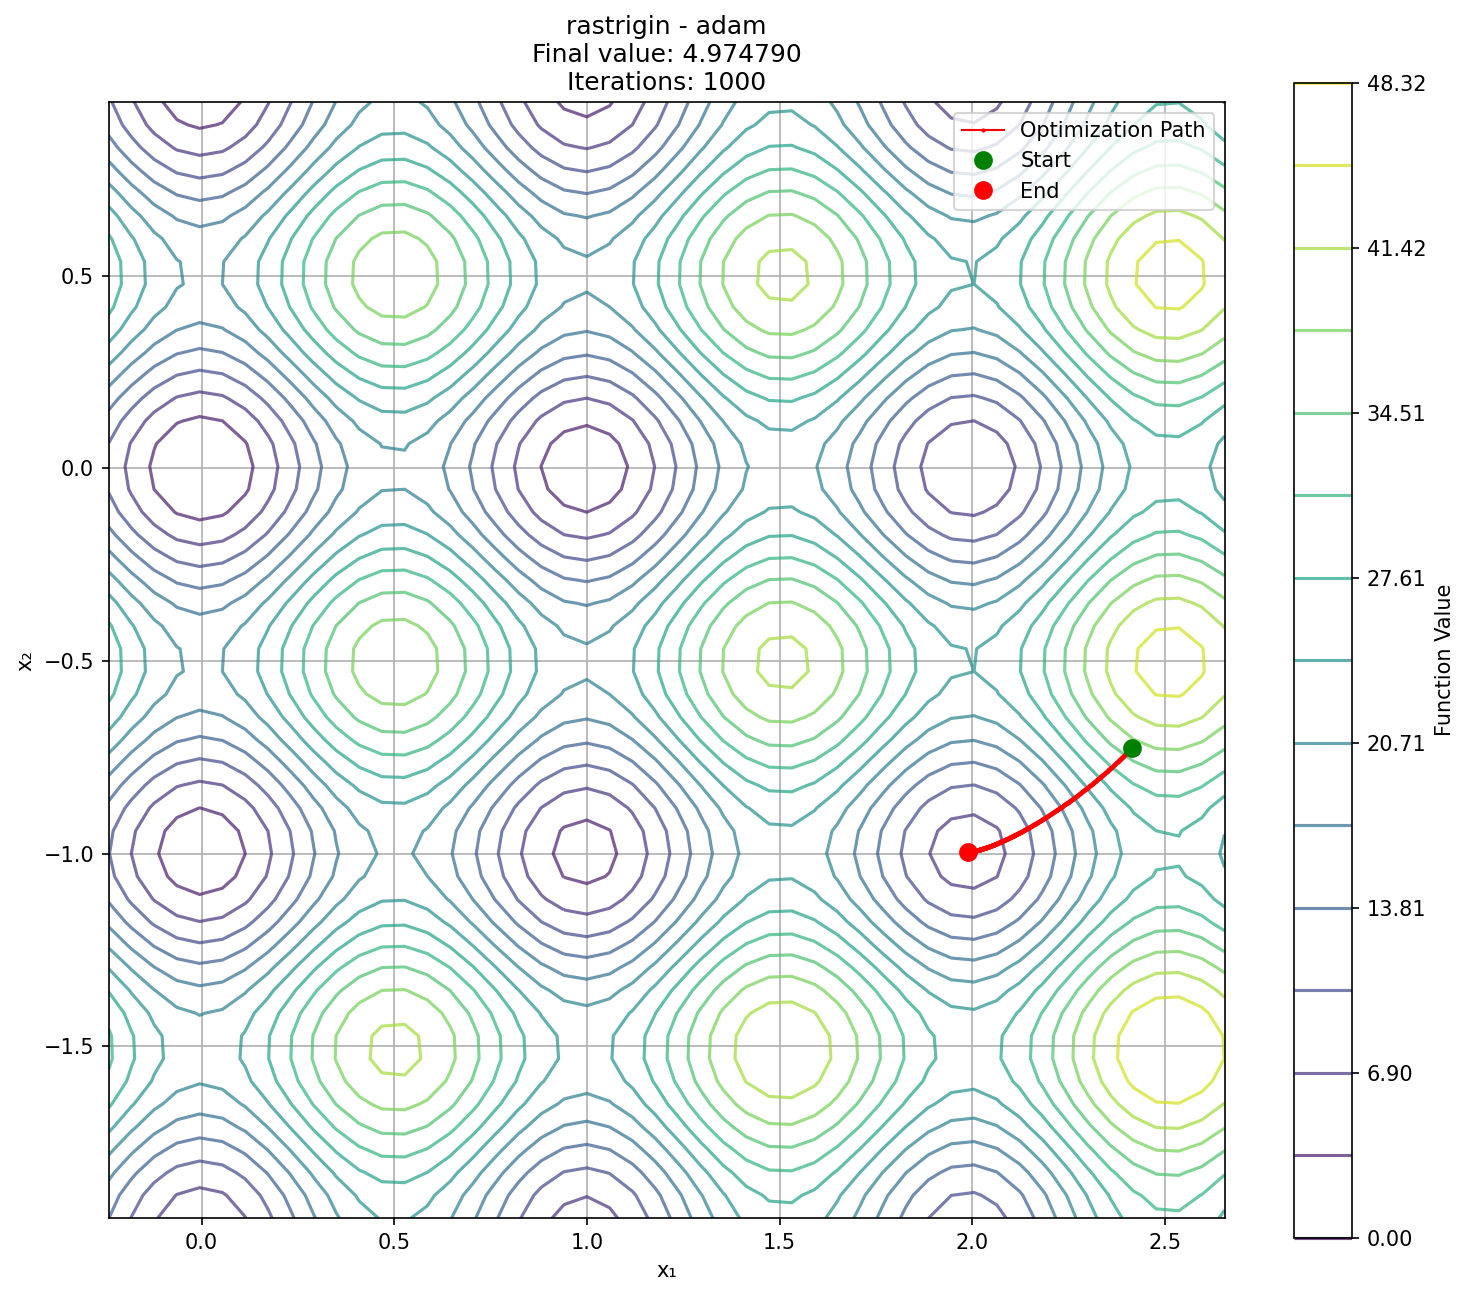 rastrigin - adam
Final value: 4.974790
Iterations: 1000
Optimization Path
Start
End
0.5
0.0
−0.5
−1.0
−1.5
x₂
0.0
0.5
1.0
1.5
2.0
2.5
x₁
48.32
41.42
34.51
27.61
20.71
13.81
6.90
0.00
Function Value